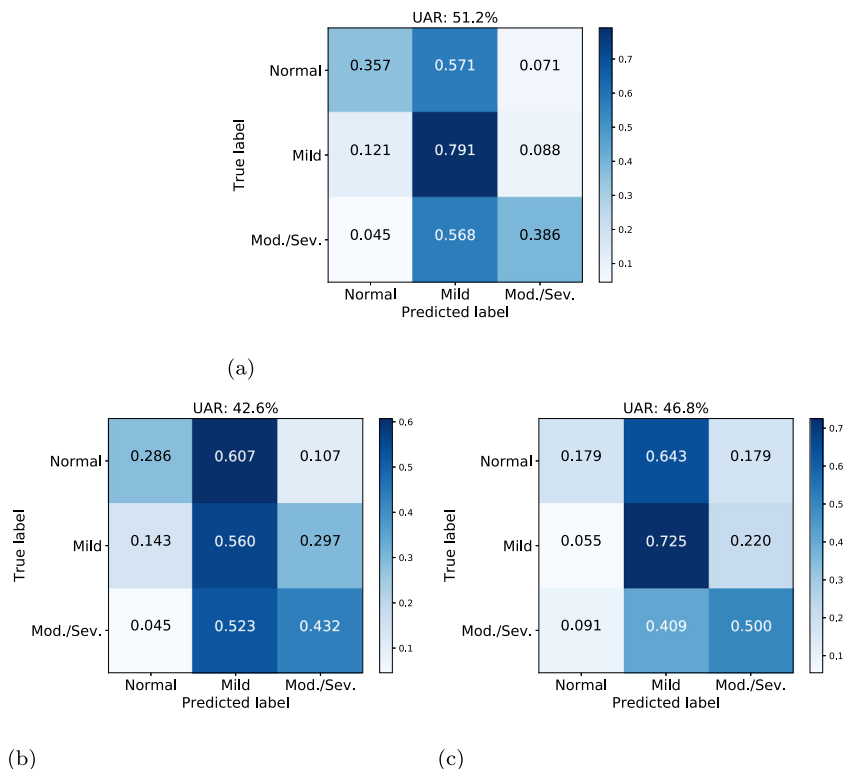 UAR: 51.2%
Normal 0.357 0.571 0.071
Mild 0.121 0.791 0.088
Mod./Sev. 0.045 0.568 0.386
True label
Normal Mild Mod./Sev.
Predicted label
0.7
0.6
0.5
0.4
0.3
0.2
0.1
(a)
UAR: 42.6%
Normal 0.286 0.607 0.107
Mild 0.143 0.560 0.297
Mod./Sev. 0.045 0.523 0.432
True label
Normal Mild Mod./Sev.
Predicted label
0.6
0.5
0.4
0.3
0.2
0.1
(b)
UAR: 46.8%
Normal 0.179 0.643 0.179
Mild 0.055 0.725 0.220
Mod./Sev. 0.091 0.409 0.500
True label
Normal Mild Mod./Sev.
Predicted label
0.7
0.6
0.5
0.4
0.3
0.2
0.1
(c)